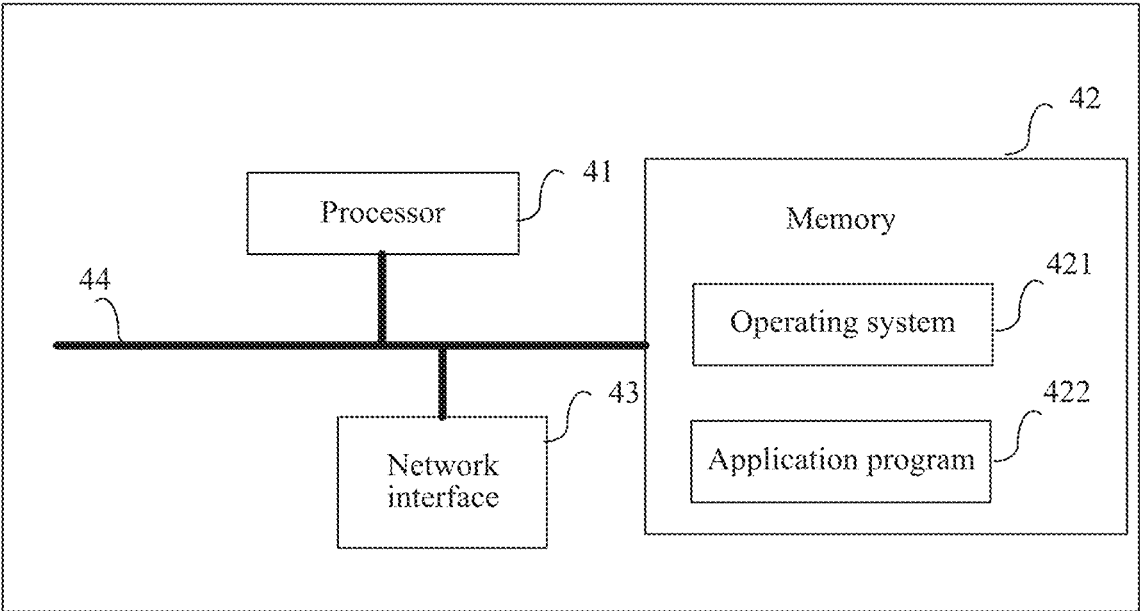 42
41
Processor
Memory
44
421
Operating system
43
422
Network
interface
Application program